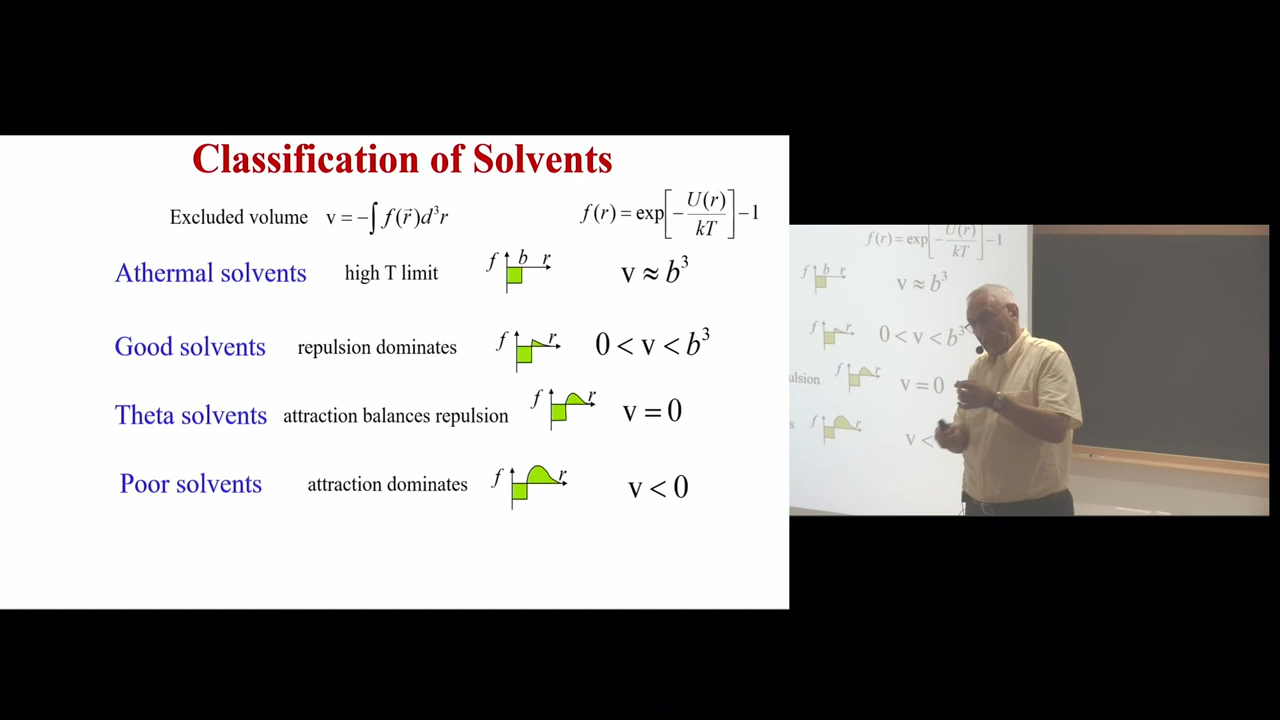 Classification of Solvents
Excluded volume v = −∫ f(r⃗)d³r
f(r) = exp[−U(r)/kT] −1
Athermal solvents high T limit f b r v ≈ b³
Good solvents repulsion dominates f r 0 < v < b³
Theta solvents attraction balances repulsion f r v = 0
Poor solvents attraction dominates f r v < 0
f(r) = exp[−U(r)/kT] −1
f b r v ≈ b³
f r 0 < v < b³
ulsion f r v = 0
s f r v <